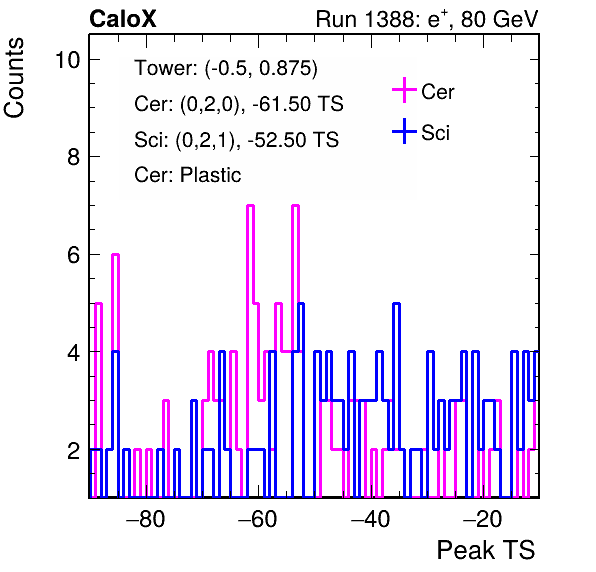 CaloX Run 1388: e+, 80 GeV
Counts
Tower: (-0.5, 0.875)
Cer: (0,2,0), -61.50 TS
Sci: (0,2,1), -52.50 TS
Cer: Plastic
Cer
Sci
10
8
6
4
2
−80 −60 −40 −20
Peak TS